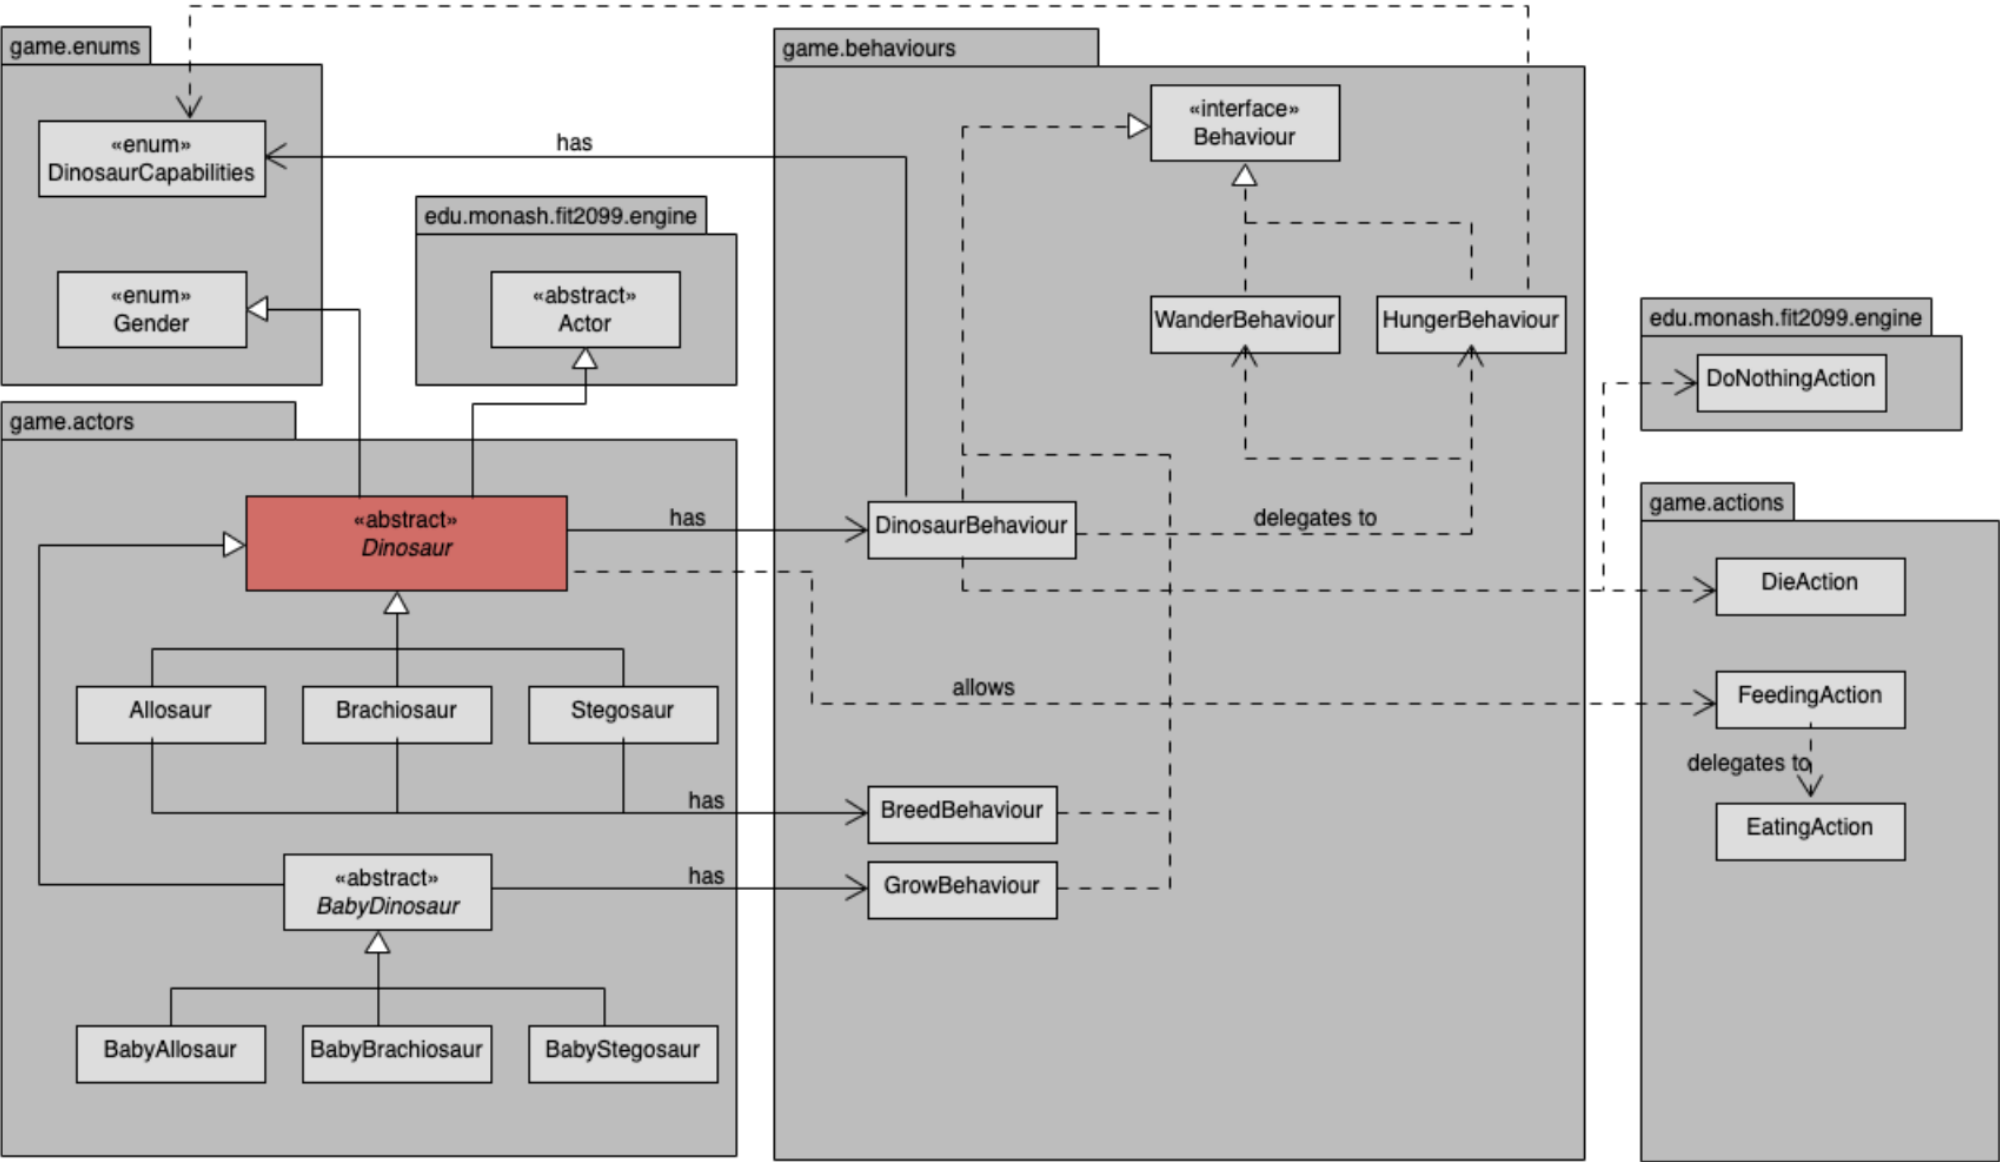 game.enums
«enum»
DinosaurCapabilities
«enum»
Gender
has
edu.monash.fit2099.engine
«abstract»
Actor
game.actors
«abstract»
Dinosaur
has
Allosaur
Brachiosaur
Stegosaur
has
«abstract»
BabyDinosaur
has
BabyAllosaur
BabyBrachiosaur
BabyStegosaur
game.behaviours
«interface»
Behaviour
WanderBehaviour
HungerBehaviour
DinosaurBehaviour
delegates to
allows
BreedBehaviour
GrowBehaviour
edu.monash.fit2099.engine
DoNothingAction
game.actions
DieAction
FeedingAction
delegates to
EatingAction